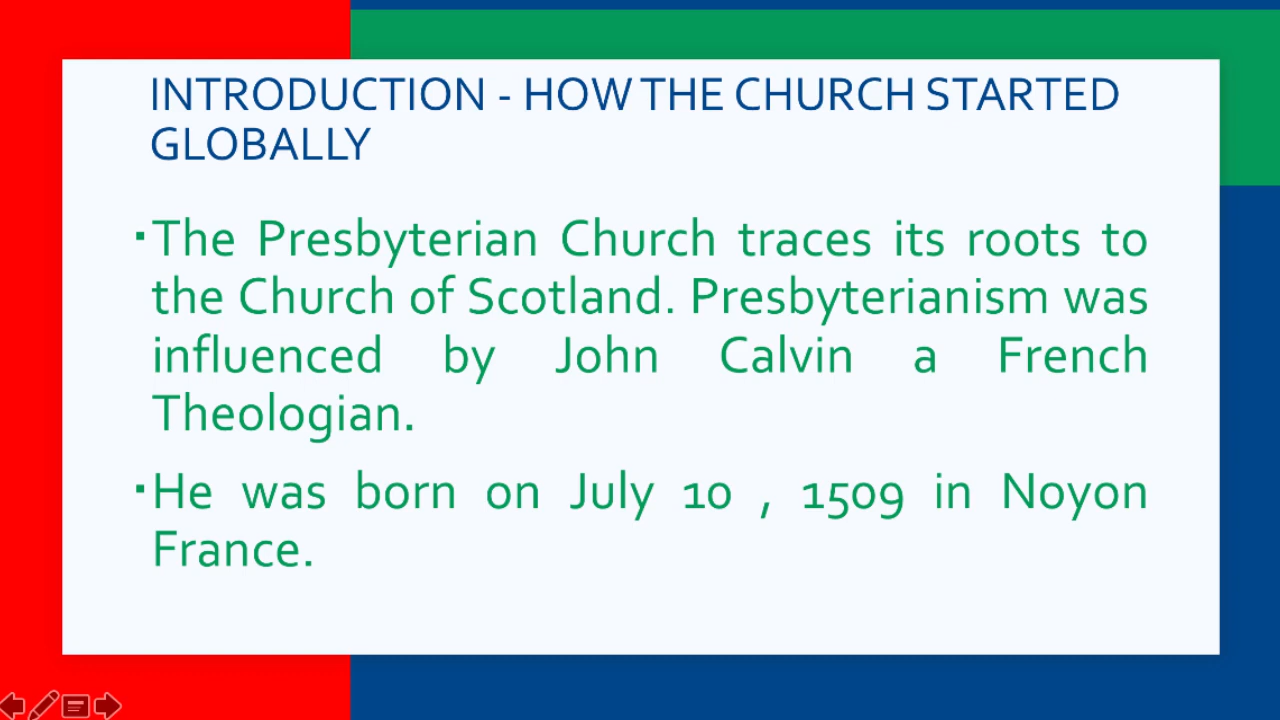 INTRODUCTION - HOW THE CHURCH STARTED
GLOBALLY
▪The Presbyterian Church traces its roots to
the Church of Scotland. Presbyterianism was
influenced by John Calvin a French
Theologian.
▪He was born on July 10 , 1509 in Noyon
France.